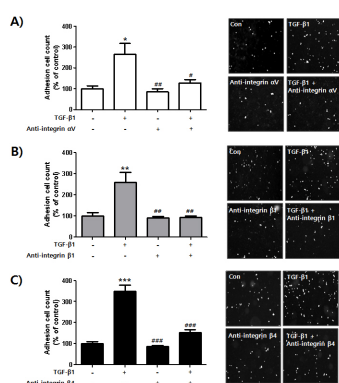 A)
Adhesion cell count
(% of control)
400
300
200
100
0
*
##
#
TGF-β1 - + - +
Anti-integrin αV - - + +
Con
TGF-β1
Anti-integrin αV
TGF-β1 +
Anti-integrin αV
B)
Adhesion cell count
(% of control)
400
300
200
100
0
**
##
##
TGF-β1 - + - +
Anti-integrin β1 - - + +
Con
TGF-β1
Anti-integrin β1
TGF-β1 +
Anti-integrin β1
C)
Adhesion cell count
(% of control)
400
300
200
100
0
***
###
###
TGF-β1 - + - +
Anti-integrin β4 - - + +
Con
TGF-β1
Anti-integrin β4
TGF-β1 +
Anti-integrin β4